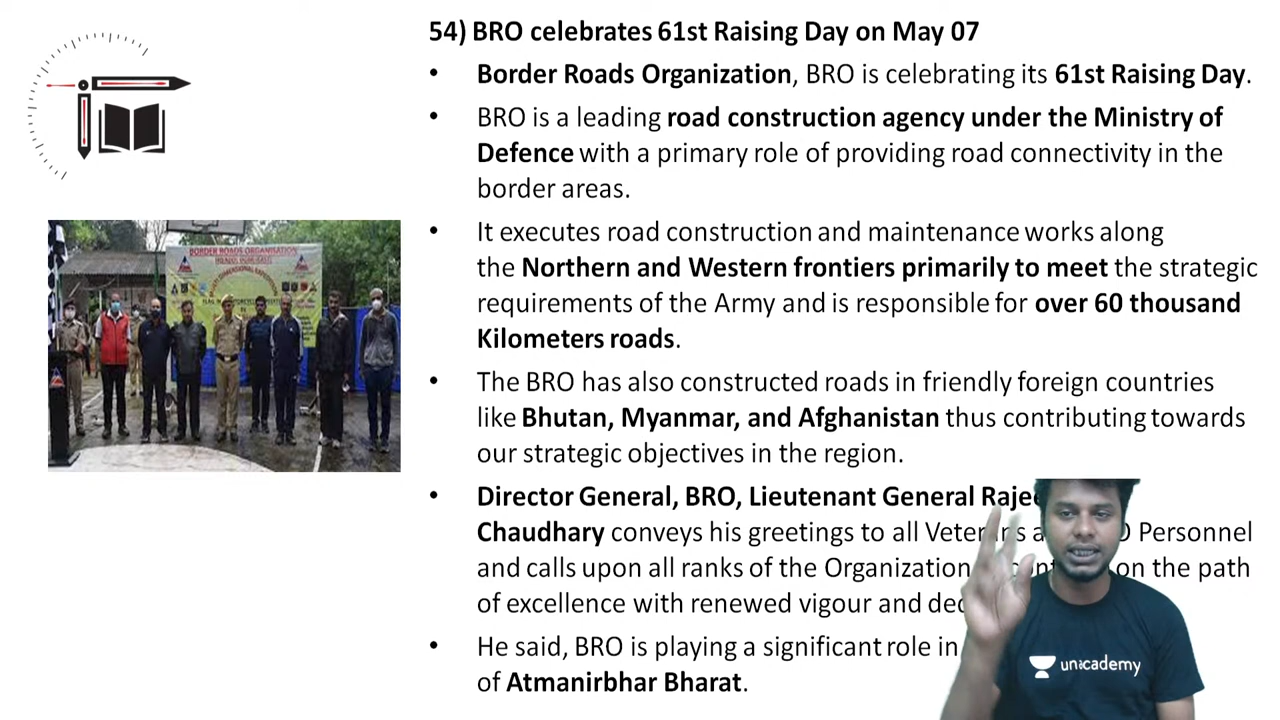 54) BRO celebrates 61st Raising Day on May 07
• Border Roads Organization, BRO is celebrating its 61st Raising Day.
• BRO is a leading road construction agency under the Ministry of
Defence with a primary role of providing road connectivity in the
border areas.
• It executes road construction and maintenance works along
the Northern and Western frontiers primarily to meet the strategic
requirements of the Army and is responsible for over 60 thousand
Kilometers roads.
• The BRO has also constructed roads in friendly foreign countries
like Bhutan, Myanmar, and Afghanistan thus contributing towards
our strategic objectives in the region.
• Director General, BRO, Lieutenant General
Chaudhary conveys his greetings to all Personnel
and calls upon all ranks of the Organization on the path
of excellence with renewed vigour and
• He said, BRO is playing a significant role in
of Atmanirbhar Bharat.
BORDER ROADS ORGANISATION
unacademy